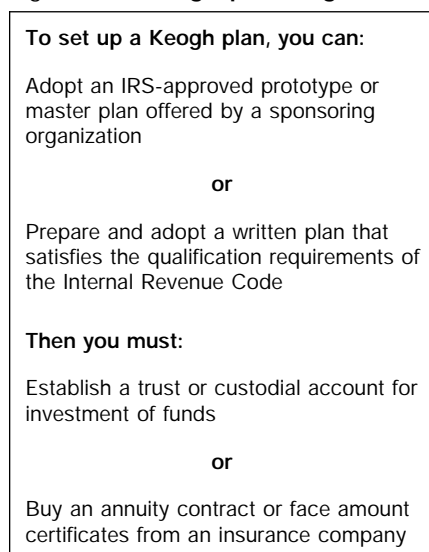 To set up a Keogh plan, you can:
Adopt an IRS-approved prototype or
master plan offered by a sponsoring
organization
or
Prepare and adopt a written plan that
satisfies the qualification requirements of
the Internal Revenue Code
Then you must:
Establish a trust or custodial account for
investment of funds
or
Buy an annuity contract or face amount
certificates from an insurance company